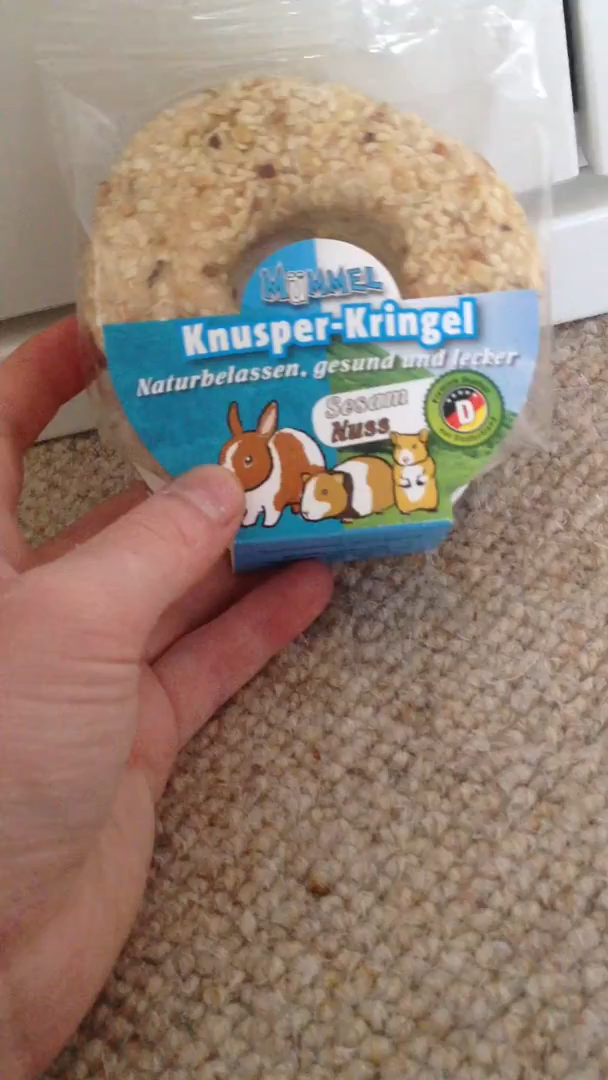 MÜMMEL
Knusper-Kringel
Naturbelassen, gesund und lecker
Sesam
Nuss
D